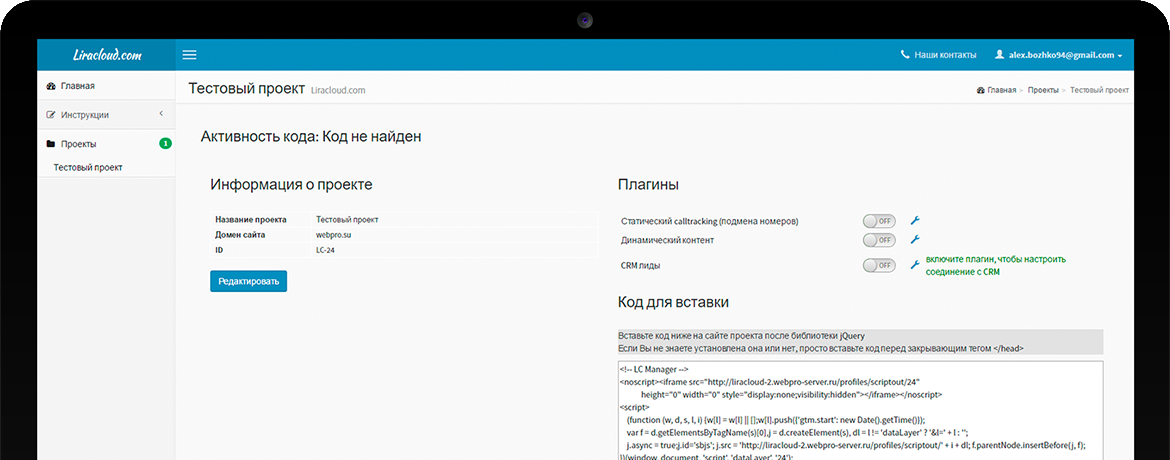 Liracloud.com
Наши контакты
alex.bozhko94@gmail.com
Главная
Инструкции
Проекты
1
Тестовый проект
Тестовый проект Liracloud.com
Главная > Проекты > Тестовый проект
Активность кода: Код не найден
Информация о проекте
Название проекта Тестовый проект
Домен сайта webpro.su
ID LC-24
Редактировать
Плагины
Статический calltracking (подмена номеров) OFF
Динамический контент OFF
CRM лиды OFF
включите плагин, чтобы настроить
соединение с CRM
Код для вставки
Вставьте код ниже на сайте проекта после библиотеки jQuery
Если Вы не знаете установлена она или нет, просто вставьте код перед закрывающим тегом </head>
<!-- LC Manager -->
<noscript><iframe src="http://liracloud-2.webpro-server.ru/profiles/scriptout/24"
height="0" width="0" style="display:none;visibility:hidden"></iframe></noscript>
<script>
(function (w, d, s, l, i) {w[l] = w[l] || [];w[l].push({'gtm.start': new Date().getTime()});
var f = d.getElementsByTagName(s)[0],j = d.createElement(s), dl = l != 'dataLayer' ? '&l=' + l : '';
j.async = true;j.id='sbjs'; j.src = 'http://liracloud-2.webpro-server.ru/profiles/scriptout/' + i + dl; f.parentNode.insertBefore(j, f);
})(window, document, 'script', 'dataLayer', '24');